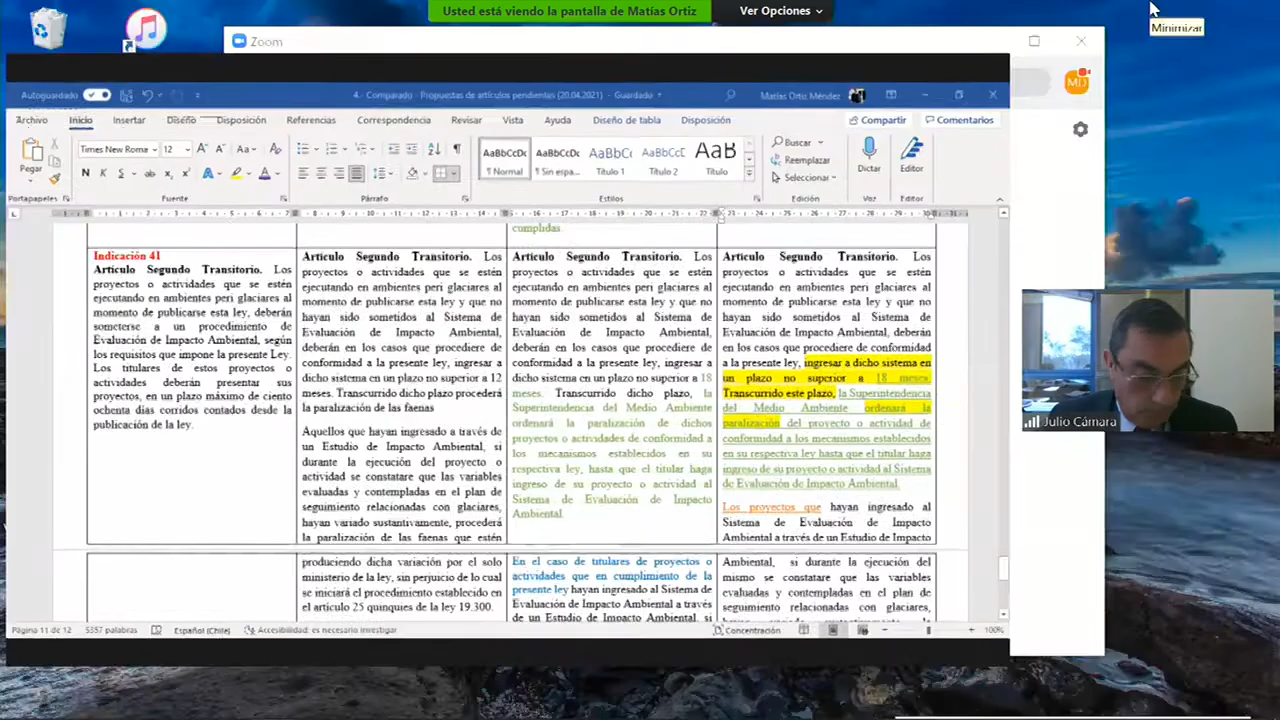 Usted está viendo la pantalla de Matías Ortiz
Ver Opciones
Minimizar
Zoom
MD
Autoguardado
4.- Comparado - Propuestas de artículos pendientes (20.04.2021) - Guardado
Matías Ortiz Méndez
Archivo
Inicio
Insertar
Diseño
Disposición
Referencias
Correspondencia
Revisar
Vista
Ayuda
Diseño de tabla
Disposición
Compartir
Comentarios
Pegar
Times New Roma
12
N K S
AaBbCcDc
¶ Normal
AaBbCcDc
¶ Sin espa...
AaBbCc
Título 1
AaBbCcD
Título 2
AaB
Título
Buscar
Reemplazar
Seleccionar
Dictar
Editor
Portapapeles
Fuente
Párrafo
Estilos
Edición
Voz
Editor
cumplidas.
Indicación 41
Artículo Segundo Transitorio. Los
proyectos o actividades que se estén
ejecutando en ambientes peri glaciares al
momento de publicarse esta ley, deberán
someterse a un procedimiento de
Evaluación de Impacto Ambiental, según
los requisitos que impone la presente Ley.
Los titulares de estos proyectos o
actividades deberán presentar sus
proyectos, en un plazo máximo de ciento
ochenta días corridos contados desde la
publicación de la ley.
Artículo Segundo Transitorio. Los
proyectos o actividades que se estén
ejecutando en ambientes peri glaciares al
momento de publicarse esta ley y que no
hayan sido sometidos al Sistema de
Evaluación de Impacto Ambiental,
deberán en los casos que procediere de
conformidad a la presente ley, ingresar a
dicho sistema en un plazo no superior a 12
meses. Transcurrido dicho plazo procederá
la paralización de las faenas
Aquellos que hayan ingresado a través de
un Estudio de Impacto Ambiental, si
durante la ejecución del proyecto o
actividad se constatare que las variables
evaluadas y contempladas en el plan de
seguimiento relacionadas con glaciares,
hayan variado sustantivamente, procederá
la paralización de las faenas que estén
produciendo dicha variación por el solo
ministerio de la ley, sin perjuicio de lo cual
se iniciará el procedimiento establecido en
el artículo 25 quinquies de la ley 19.300.
Artículo Segundo Transitorio. Los
proyectos o actividades que se estén
ejecutando en ambientes peri glaciares al
momento de publicarse esta ley y que no
hayan sido sometidos al Sistema de
Evaluación de Impacto Ambiental,
deberán en los casos que procediere de
conformidad a la presente ley, ingresar a
dicho sistema en un plazo no superior a 18
meses. Transcurrido dicho plazo, la
Superintendencia del Medio Ambiente
ordenará la paralización de dichos
proyectos o actividades de conformidad a
los mecanismos establecidos en su
respectiva ley, hasta que el titular haga
ingreso de su proyecto o actividad al
Sistema de Evaluación de Impacto
Ambiental.
En el caso de titulares de proyectos o
actividades que en cumplimiento de la
presente ley hayan ingresado al Sistema de
Evaluación de Impacto Ambiental a través
de un Estudio de Impacto Ambiental, si
Artículo Segundo Transitorio. Los
proyectos o actividades que se estén
ejecutando en ambientes peri glaciares al
momento de publicarse esta ley y que no
hayan sido sometidos al Sistema de
Evaluación de Impacto Ambiental, deberán
en los casos que procediere de conformidad
a la presente ley, ingresar a dicho sistema en
un plazo no superior a 18 meses.
Transcurrido este plazo, la Superintendencia
del Medio Ambiente ordenará la
paralización del proyecto o actividad de
conformidad a los mecanismos establecidos
en su respectiva ley hasta que el titular haga
ingreso de su proyecto o actividad al Sistema
de Evaluación de Impacto Ambiental.
Los proyectos que hayan ingresado al
Sistema de Evaluación de Impacto
Ambiental a través de un Estudio de Impacto
Ambiental, si durante la ejecución del
mismo se constatare que las variables
evaluadas y contempladas en el plan de
seguimiento relacionadas con glaciares,
Julio Cámara
Página 11 de 12
5357 palabras
Español (Chile)
Accesibilidad: es necesario investigar
Concentración
100%